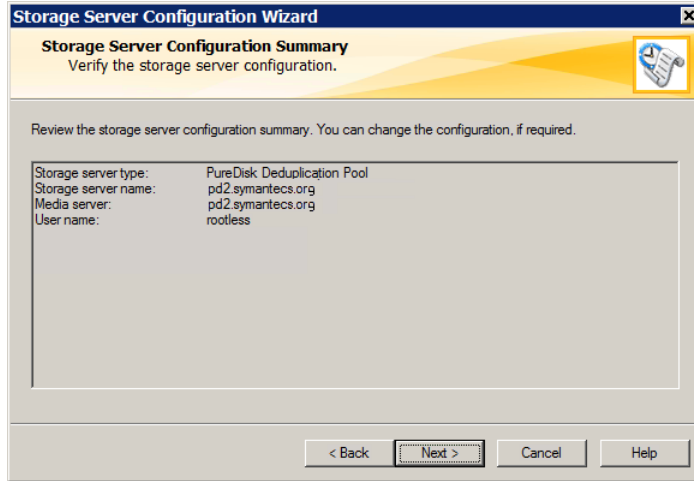 Storage Server Configuration Wizard
Storage Server Configuration Summary
Verify the storage server configuration.
Review the storage server configuration summary. You can change the configuration, if required.
Storage server type: PureDisk Deduplication Pool
Storage server name: pd2.symantecs.org
Media server: pd2.symantecs.org
User name: rootless
< Back Next > Cancel Help